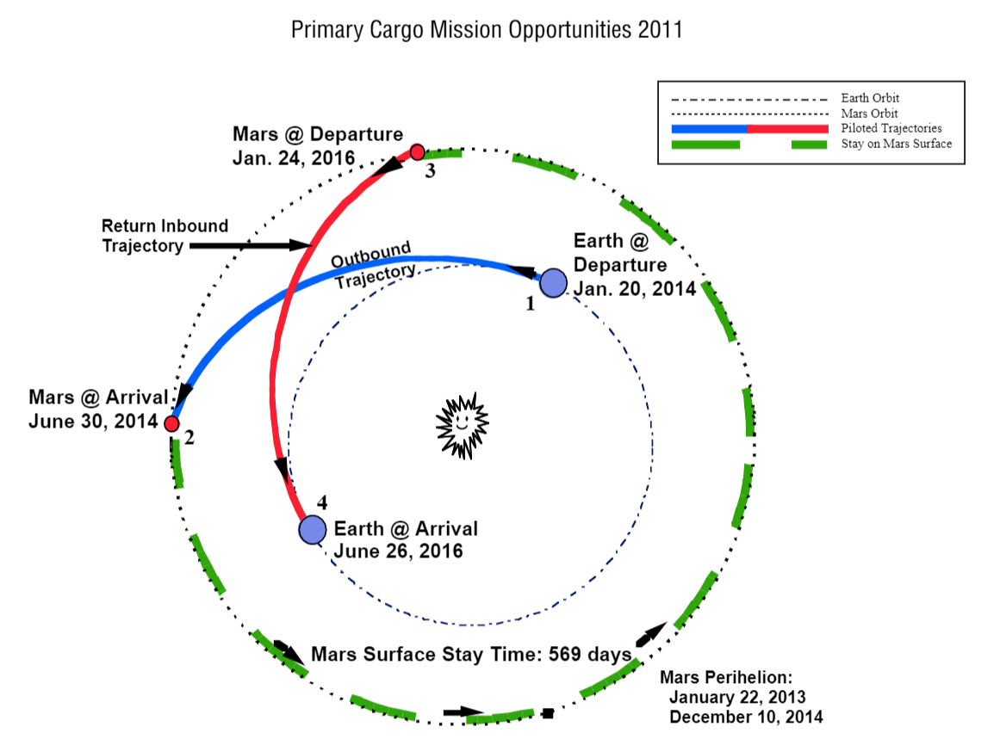 Primary Cargo Mission Opportunities 2011
Earth Orbit
Mars Orbit
Piloted Trajectories
Stay on Mars Surface
Mars @ Departure
Jan. 24, 2016
3
Return Inbound
Trajectory
Outbound
Trajectory
Earth @
Departure
Jan. 20, 2014
1
Mars @ Arrival
June 30, 2014
2
4
Earth @ Arrival
June 26, 2016
Mars Surface Stay Time: 569 days
Mars Perihelion:
January 22, 2013
December 10, 2014